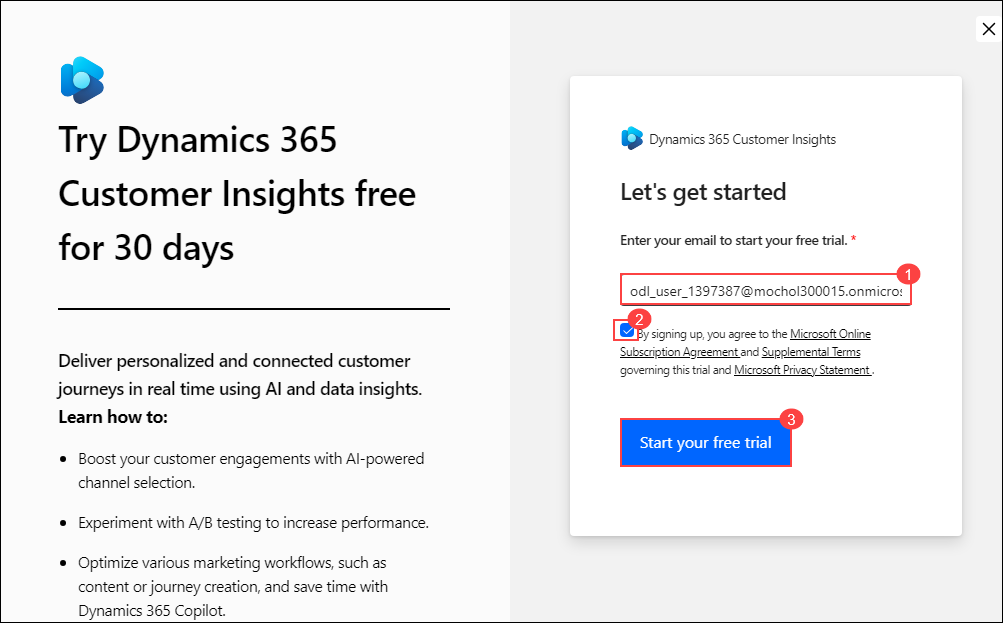 Try Dynamics 365
Customer Insights free
for 30 days
Deliver personalized and connected customer
journeys in real time using AI and data insights.
Learn how to:
• Boost your customer engagements with AI-powered
channel selection.
• Experiment with A/B testing to increase performance.
• Optimize various marketing workflows, such as
content or journey creation, and save time with
Dynamics 365 Copilot.
Dynamics 365 Customer Insights
Let's get started
Enter your email to start your free trial. *
1
odl_user_1397387@mochol300015.onmicros
2
By signing up, you agree to the Microsoft Online
Subscription Agreement and Supplemental Terms
governing this trial and Microsoft Privacy Statement .
3
Start your free trial